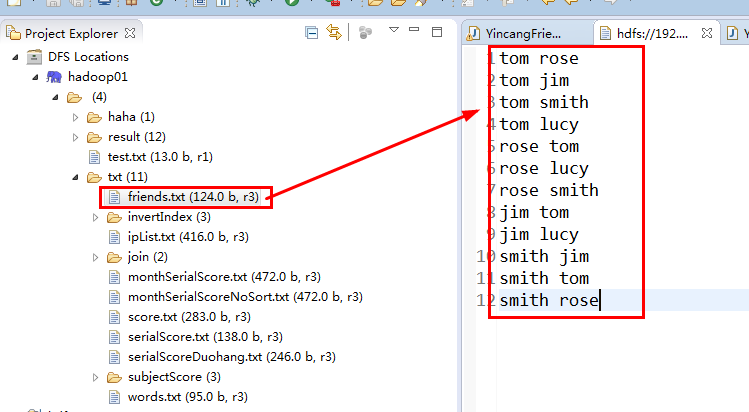 Project Explorer
DFS Locations
hadoop01
(4)
haha (1)
result (12)
test.txt (13.0 b, r1)
txt (11)
friends.txt (124.0 b, r3)
invertIndex (3)
ipList.txt (416.0 b, r3)
join (2)
monthSerialScore.txt (472.0 b, r3)
monthSerialScoreNoSort.txt (472.0 b, r3)
score.txt (283.0 b, r3)
serialScore.txt (138.0 b, r3)
serialScoreDuohang.txt (246.0 b, r3)
subjectScore (3)
words.txt (95.0 b, r3)
YincangFrie... hdfs://192.... Y
1 tom rose
2 tom jim
3 tom smith
4 tom lucy
5 rose tom
6 rose lucy
7 rose smith
8 jim tom
9 jim lucy
10 smith jim
11 smith tom
12 smith rose